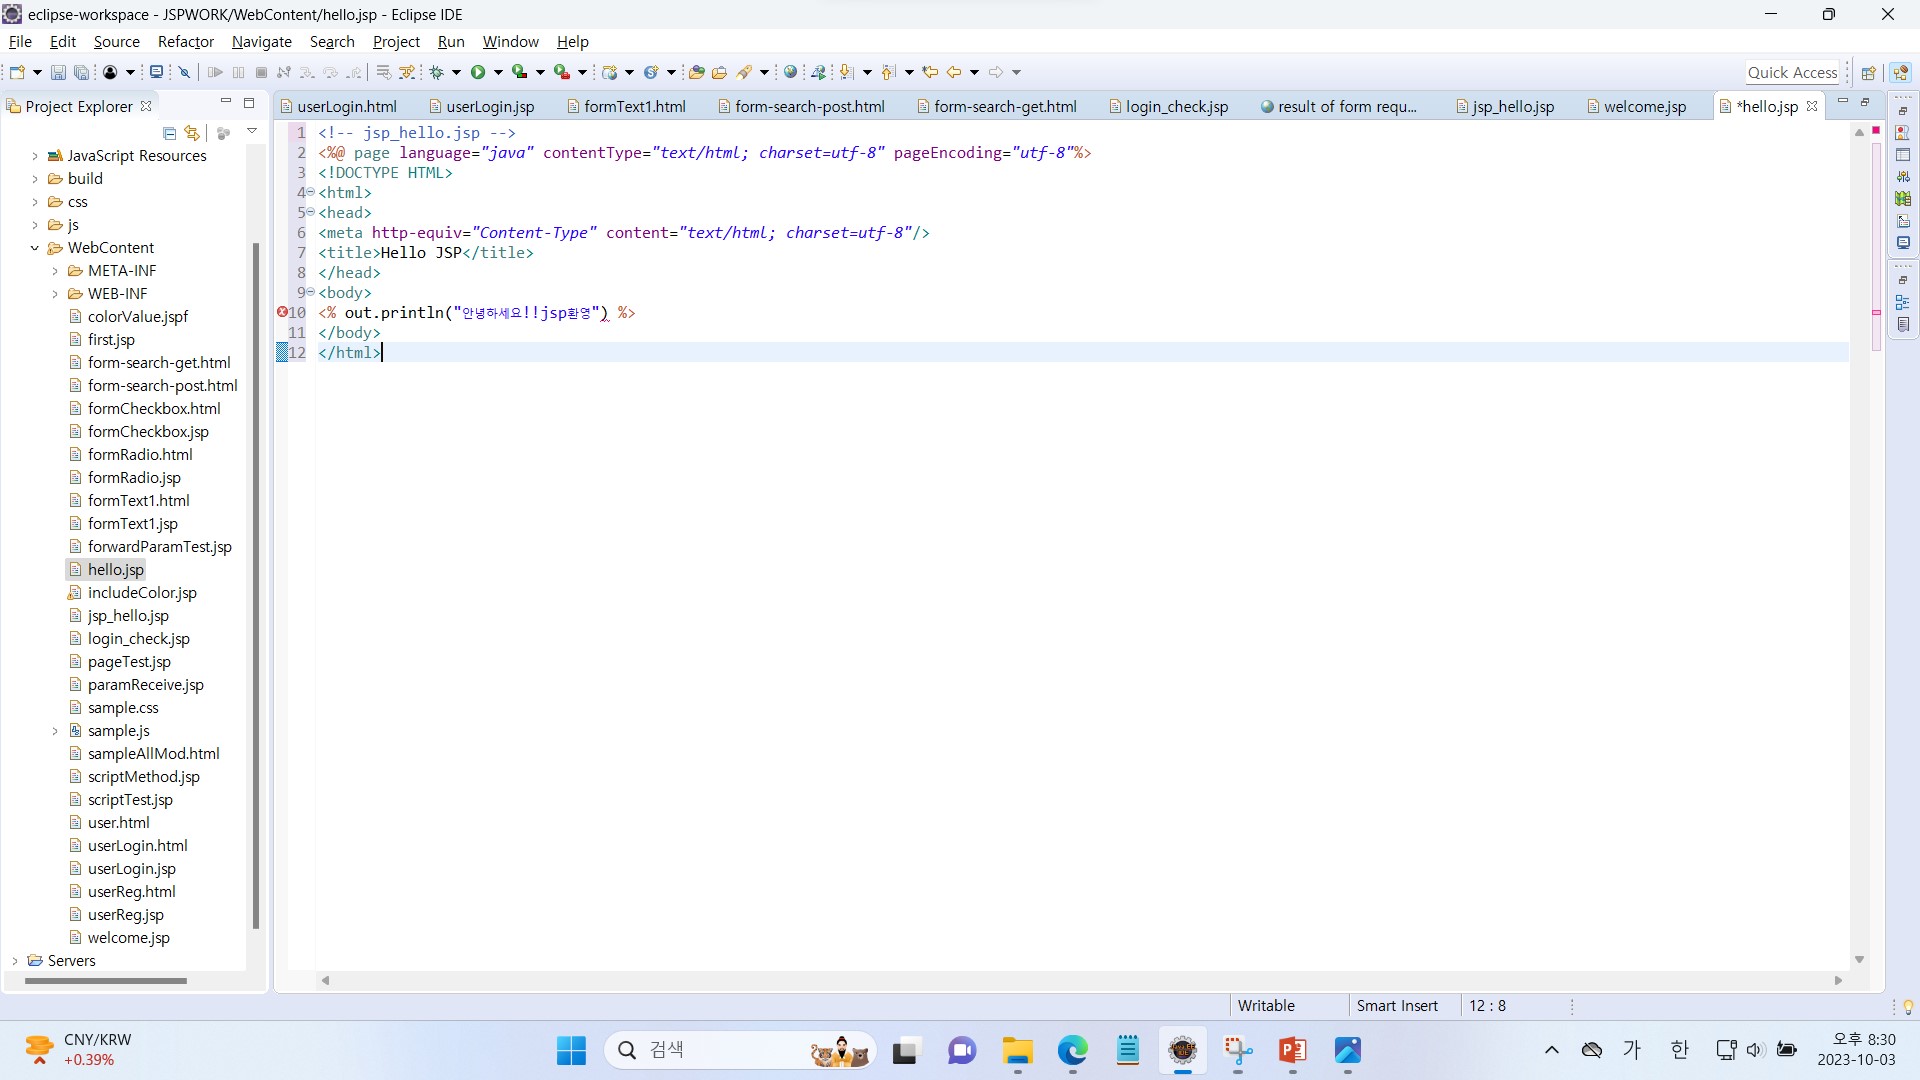 eclipse-workspace - JSPWORK/WebContent/hello.jsp - Eclipse IDE
File Edit Source Refactor Navigate Search Project Run Window Help
Quick Access
Project Explorer
userLogin.html userLogin.jsp formText1.html form-search-post.html form-search-get.html login_check.jsp result of form requ... jsp_hello.jsp welcome.jsp *hello.jsp
JavaScript Resources
build
css
js
WebContent
META-INF
WEB-INF
colorValue.jspf
first.jsp
form-search-get.html
form-search-post.html
formCheckbox.html
formCheckbox.jsp
formRadio.html
formRadio.jsp
formText1.html
formText1.jsp
forwardParamTest.jsp
hello.jsp
includeColor.jsp
jsp_hello.jsp
login_check.jsp
pageTest.jsp
paramReceive.jsp
sample.css
sample.js
sampleAllMod.html
scriptMethod.jsp
scriptTest.jsp
user.html
userLogin.html
userLogin.jsp
userReg.html
userReg.jsp
welcome.jsp
Servers
1 <!-- jsp_hello.jsp -->
2 <%@ page language="java" contentType="text/html; charset=utf-8" pageEncoding="utf-8"%>
3 <!DOCTYPE HTML>
4 <html>
5 <head>
6 <meta http-equiv="Content-Type" content="text/html; charset=utf-8"/>
7 <title>Hello JSP</title>
8 </head>
9 <body>
10 <% out.println("안녕하세요!!jsp환영") %>
11 </body>
12 </html>
Writable Smart Insert 12 : 8
CNY/KRW
+0.39%
검색
가 한
오후 8:30
2023-10-03